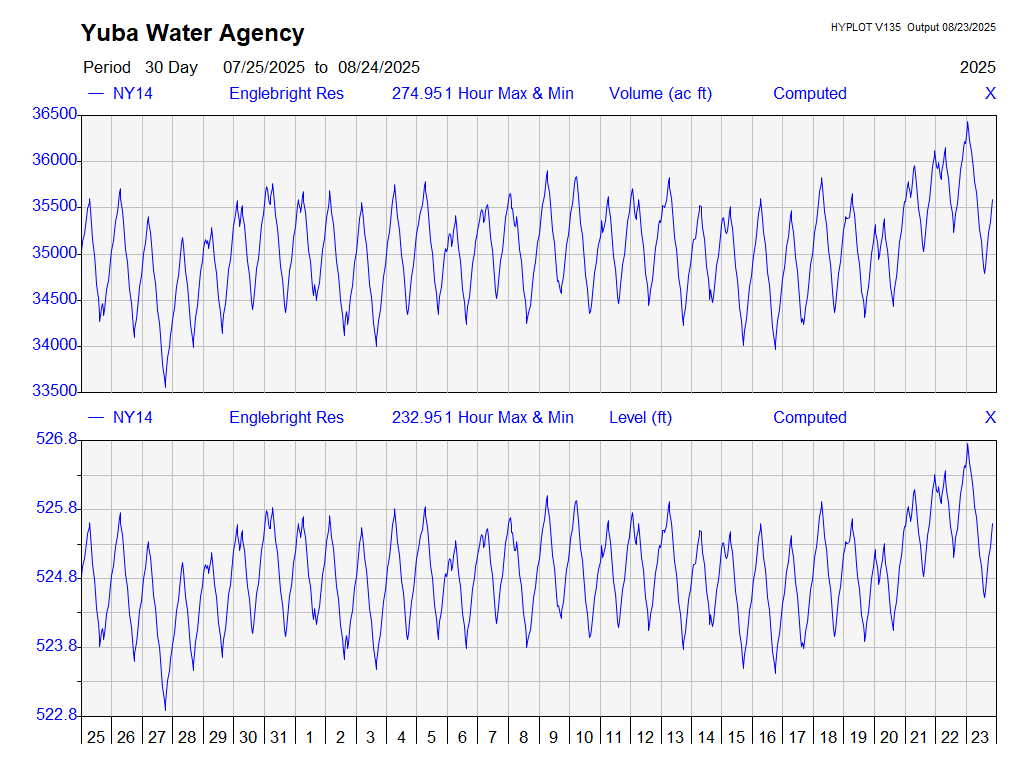 Yuba Water Agency
HYPLOT V135 Output 08/23/2025
Period 30 Day 07/25/2025 to 08/24/2025 2025
— NY14 Englebright Res 274.95 1 Hour Max & Min Volume (ac ft) Computed X
36500
36000
35500
35000
34500
34000
33500
— NY14 Englebright Res 232.95 1 Hour Max & Min Level (ft) Computed X
526.8
525.8
524.8
523.8
522.8
25 26 27 28 29 30 31 1 2 3 4 5 6 7 8 9 10 11 12 13 14 15 16 17 18 19 20 21 22 23